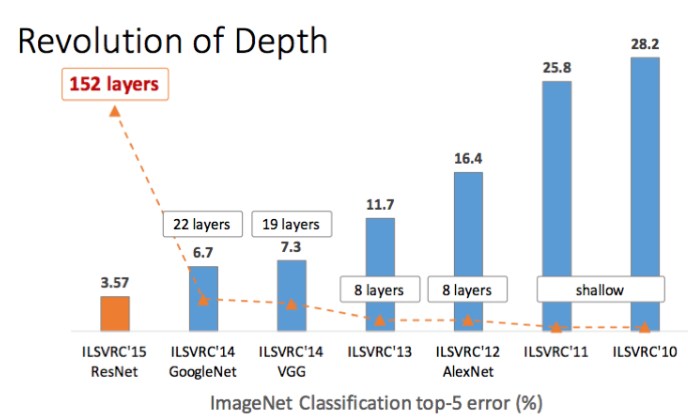 Revolution of Depth
28.2
25.8
152 layers
16.4
11.7
22 layers
19 layers
6.7
7.3
3.57
8 layers
8 layers
shallow
ILSVRC'15
ResNet
ILSVRC'14
GoogleNet
ILSVRC'14
VGG
ILSVRC'13
ILSVRC'12
AlexNet
ILSVRC'11
ILSVRC'10
ImageNet Classification top-5 error (%)